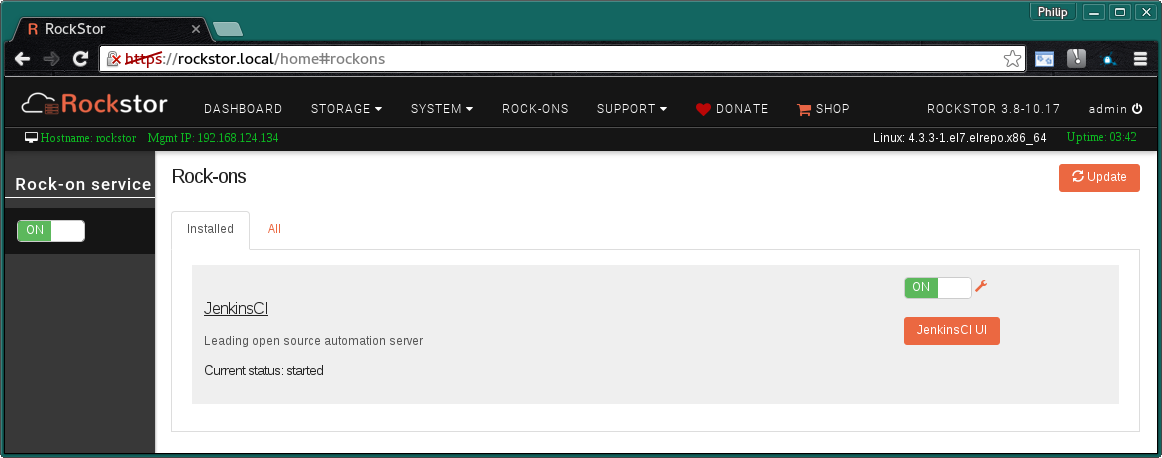 Philip
RockStor
https://rockstor.local/home#rockons
Rockstor DASHBOARD STORAGE SYSTEM ROCK-ONS SUPPORT DONATE SHOP ROCKSTOR 3.8-10.17 admin
Hostname: rockstor Mgmt IP: 192.168.124.134 Linux: 4.3.3-1.el7.elrepo.x86_64 Uptime: 03:42
Rock-on service
ON
Rock-ons
Update
Installed All
JenkinsCI
Leading open source automation server
Current status: started
ON
JenkinsCI UI